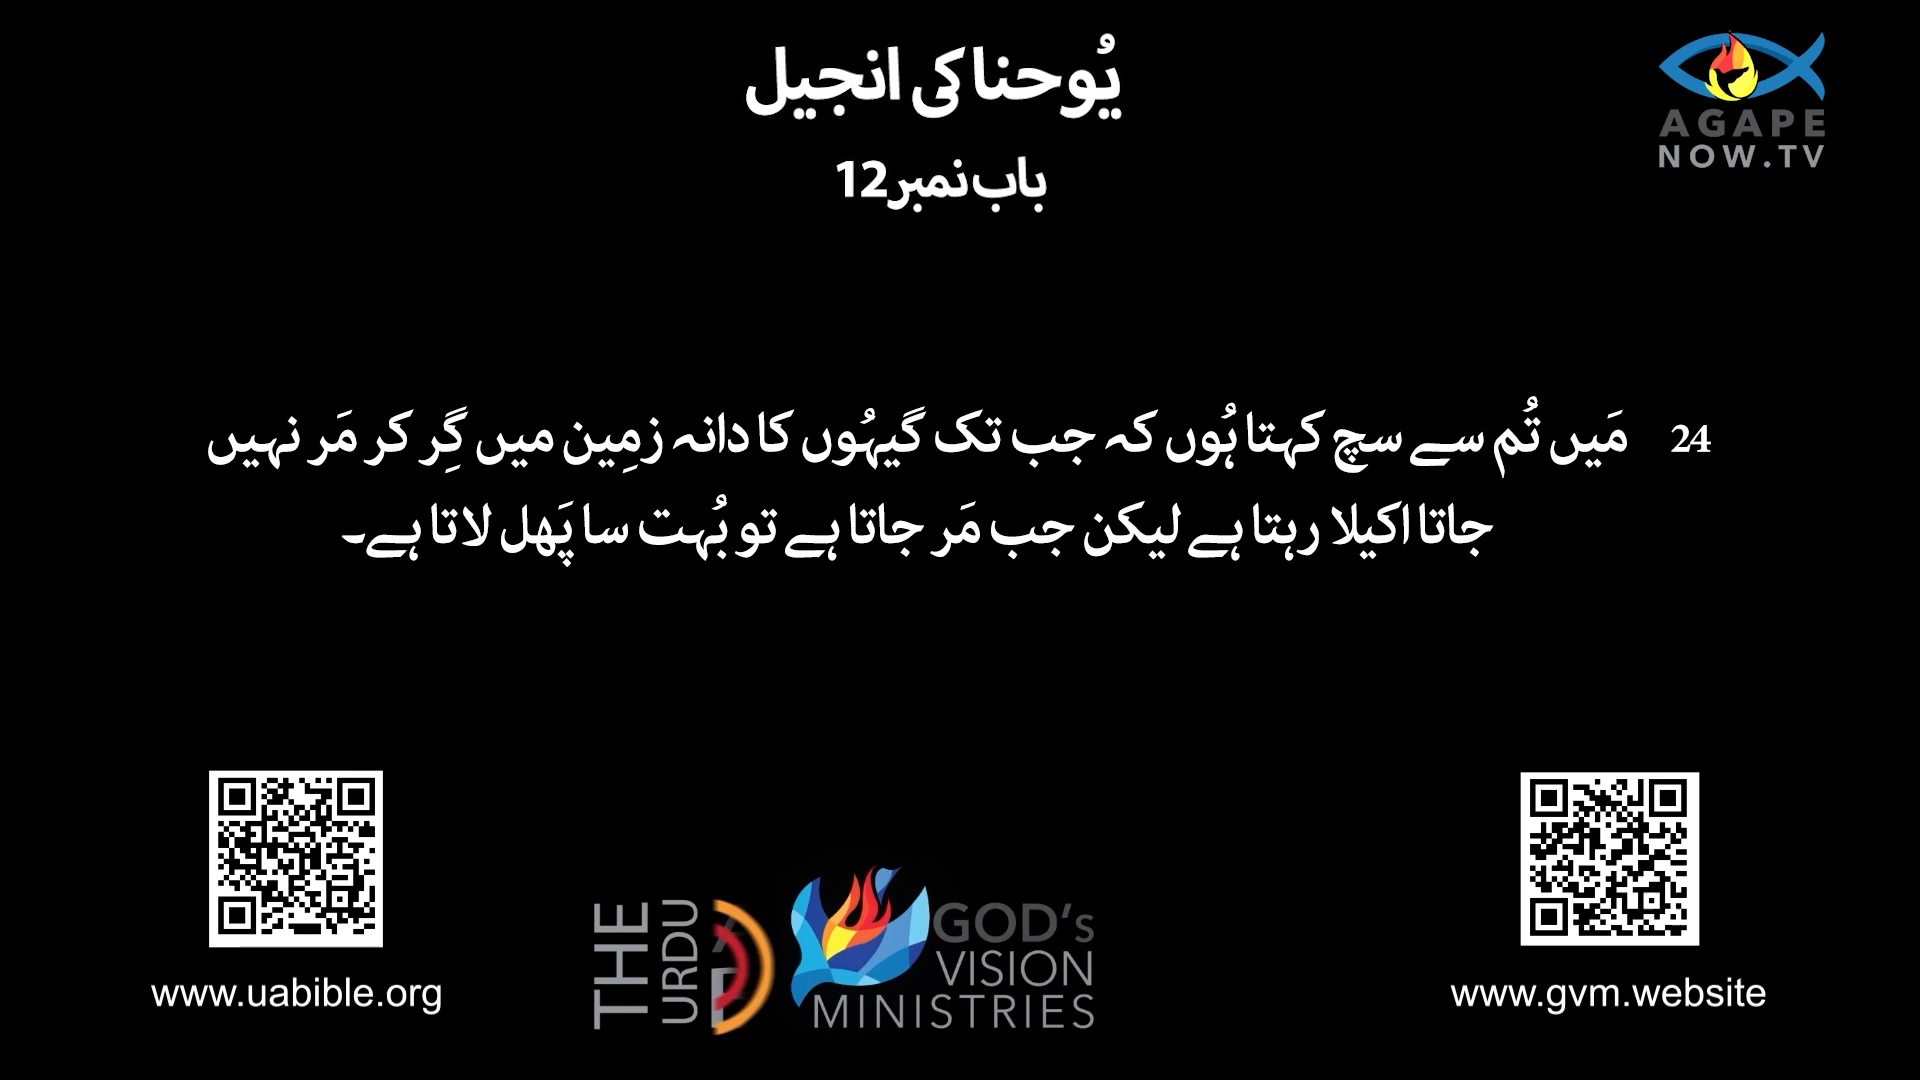 یُوحنا کی انجیل
باب نمبر12
AGAPE
NOW.TV
24 مَیں تُم سے سچ کہتا ہُوں کہ جب تک گیہُوں کا دانہ زمِین میں گِر کر مَر نہیں
جاتا اکیلا رہتا ہے لیکن جب مَر جاتا ہے تو بُہت سا پَھل لاتا ہے۔
www.uabible.org
THE
URDU
GOD's
VISION
MINISTRIES
www.gvm.website